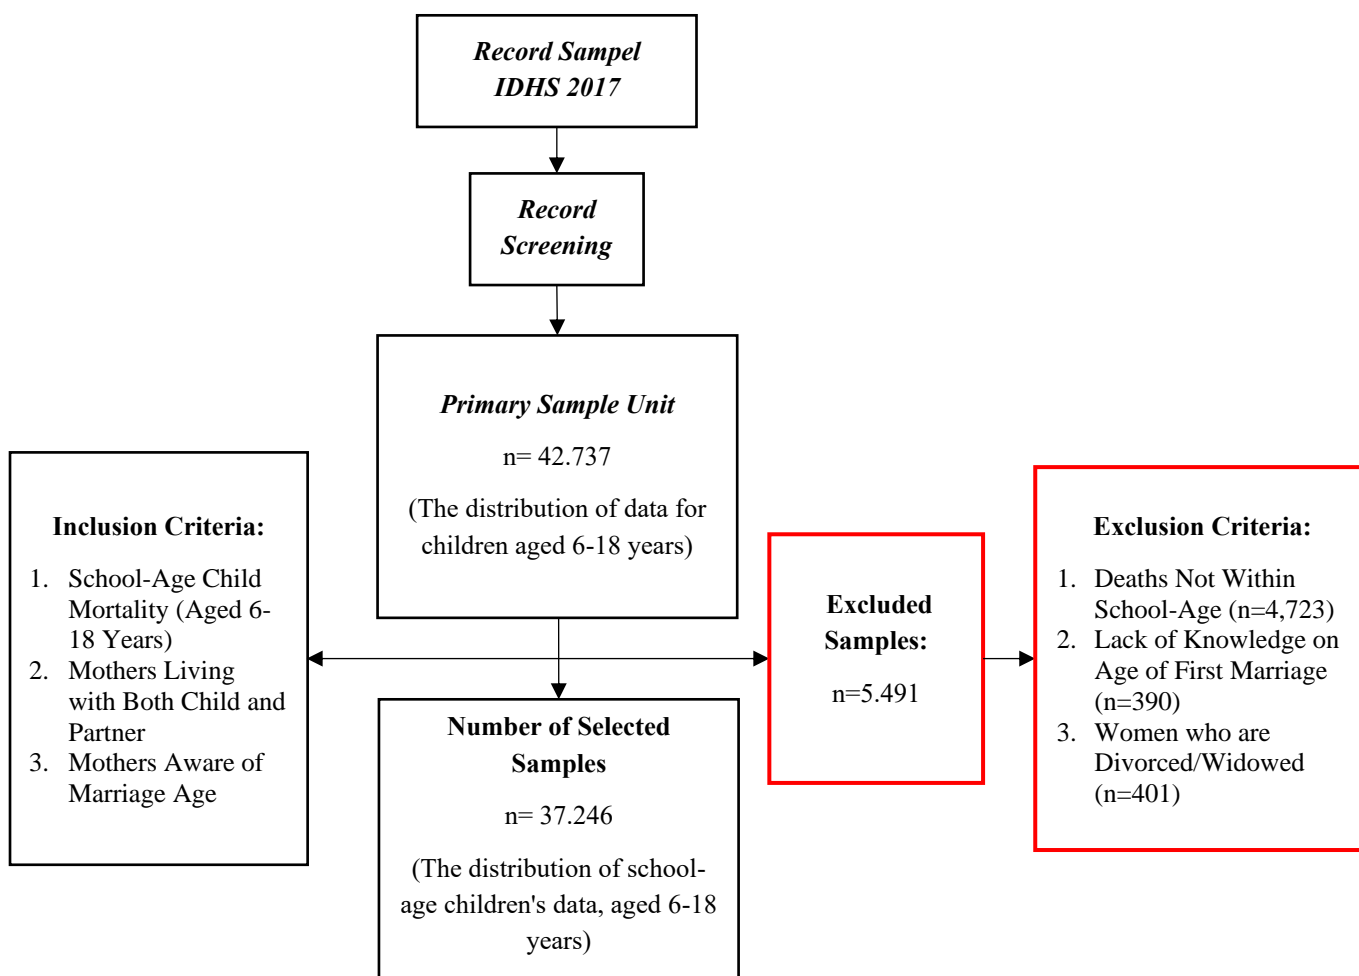 Record Sampel
IDHS 2017
Record
Screening
Primary Sample Unit
n= 42.737
(The distribution of data for
children aged 6-18 years)
Inclusion Criteria:
1. School-Age Child
Mortality (Aged 6-
18 Years)
2. Mothers Living
with Both Child and
Partner
3. Mothers Aware of
Marriage Age
Excluded
Samples:
n=5.491
Exclusion Criteria:
1. Deaths Not Within
School-Age (n=4,723)
2. Lack of Knowledge on
Age of First Marriage
(n=390)
3. Women who are
Divorced/Widowed
(n=401)
Number of Selected
Samples
n= 37.246
(The distribution of school-
age children's data, aged 6-18
years)